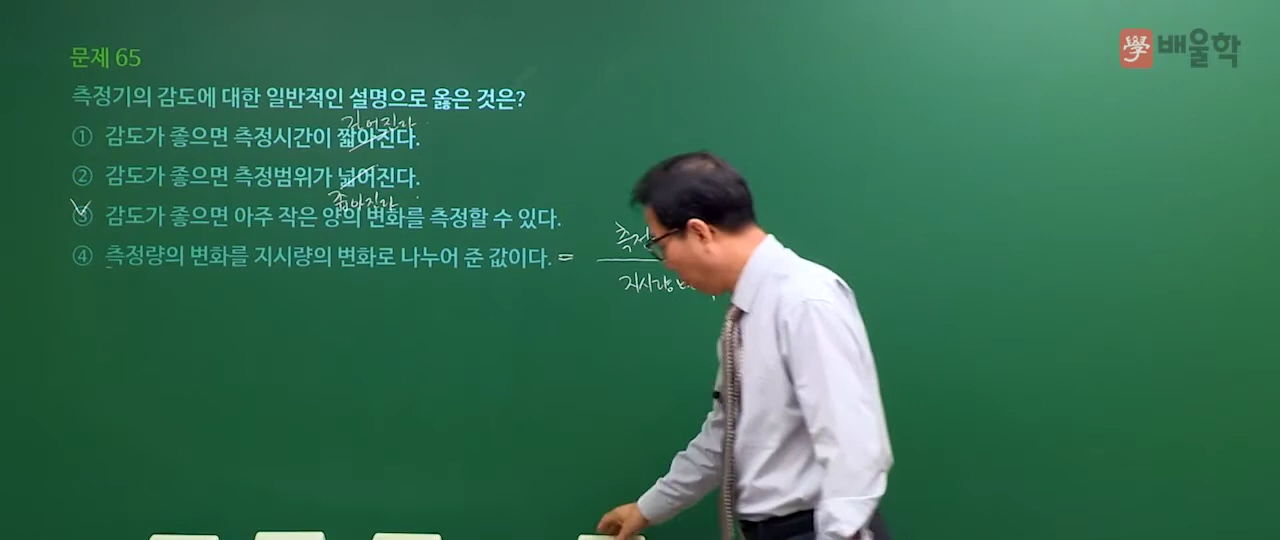 學 배울학
문제 65
측정기의 감도에 대한 일반적인 설명으로 옳은 것은?
길어진다
① 감도가 좋으면 측정시간이 짧아진다.
② 감도가 좋으면 측정범위가 넓어진다.
좁아진다
③ 감도가 좋으면 아주 작은 양의 변화를 측정할 수 있다.
④ 측정량의 변화를 지시량의 변화로 나누어 준 값이다. =
지시량